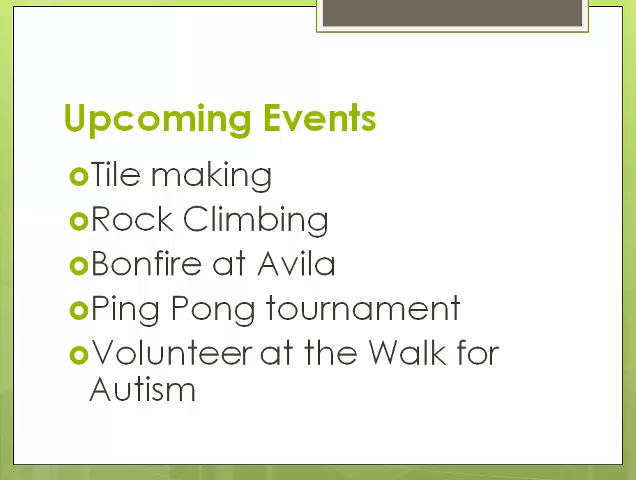 Upcoming Events
Tile making
Rock Climbing
Bonfire at Avila
Ping Pong tournament
Volunteer at the Walk for
Autism